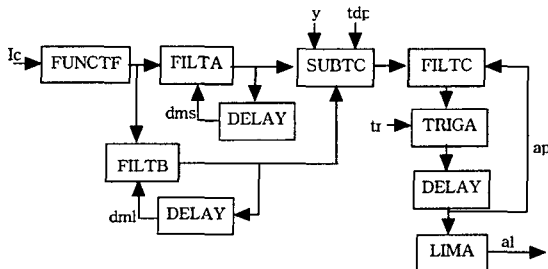 y
tdp
Ic
FUNCTF
FILTA
SUBTC
FILTC
dms
DELAY
tr
TRIGA
ap
FILTB
DELAY
dml
DELAY
LIMA
al